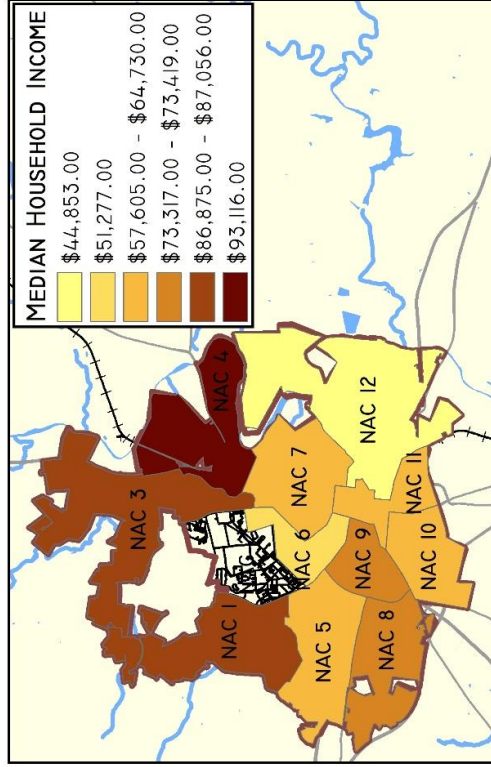 MEDIAN HOUSEHOLD INCOME
$44,853.00
$51,277.00
$57,605.00 - $64,730.00
$73,317.00 - $73,419.00
$86,875.00 - $87,056.00
$93,116.00
NAC 3
NAC 4
NAC 1
NAC 7
NAC 6
NAC 12
NAC 5
NAC 9
NAC 11
NAC 8
NAC 10